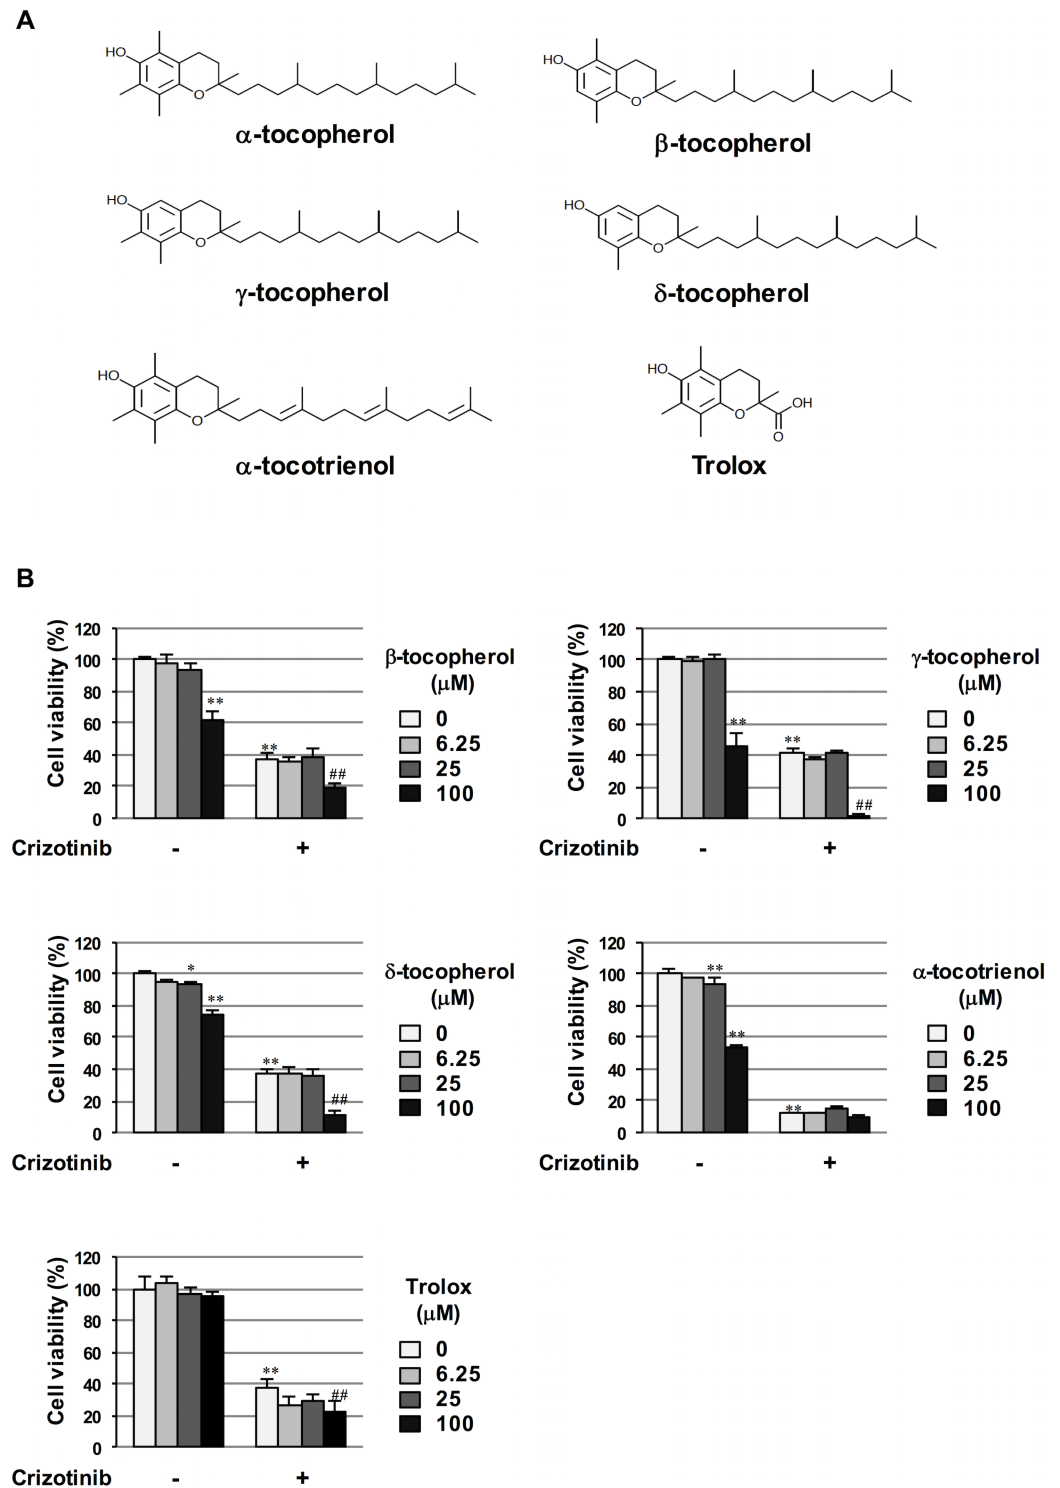 A
HO
O
α-tocopherol
HO
O
β-tocopherol
HO
O
γ-tocopherol
HO
O
δ-tocopherol
HO
O
α-tocotrienol
HO
O
OH
O
Trolox
B
Cell viability (%)
120
100
80
60
40
20
0
**
**
##
Crizotinib - +
β-tocopherol
(μM)
0
6.25
25
100
Cell viability (%)
120
100
80
60
40
20
0
**
**
##
Crizotinib - +
γ-tocopherol
(μM)
0
6.25
25
100
Cell viability (%)
120
100
80
60
40
20
0
*
**
**
##
Crizotinib - +
δ-tocopherol
(μM)
0
6.25
25
100
Cell viability (%)
120
100
80
60
40
20
0
**
**
**
Crizotinib - +
α-tocotrienol
(μM)
0
6.25
25
100
Cell viability (%)
120
100
80
60
40
20
0
**
##
Crizotinib - +
Trolox
(μM)
0
6.25
25
100